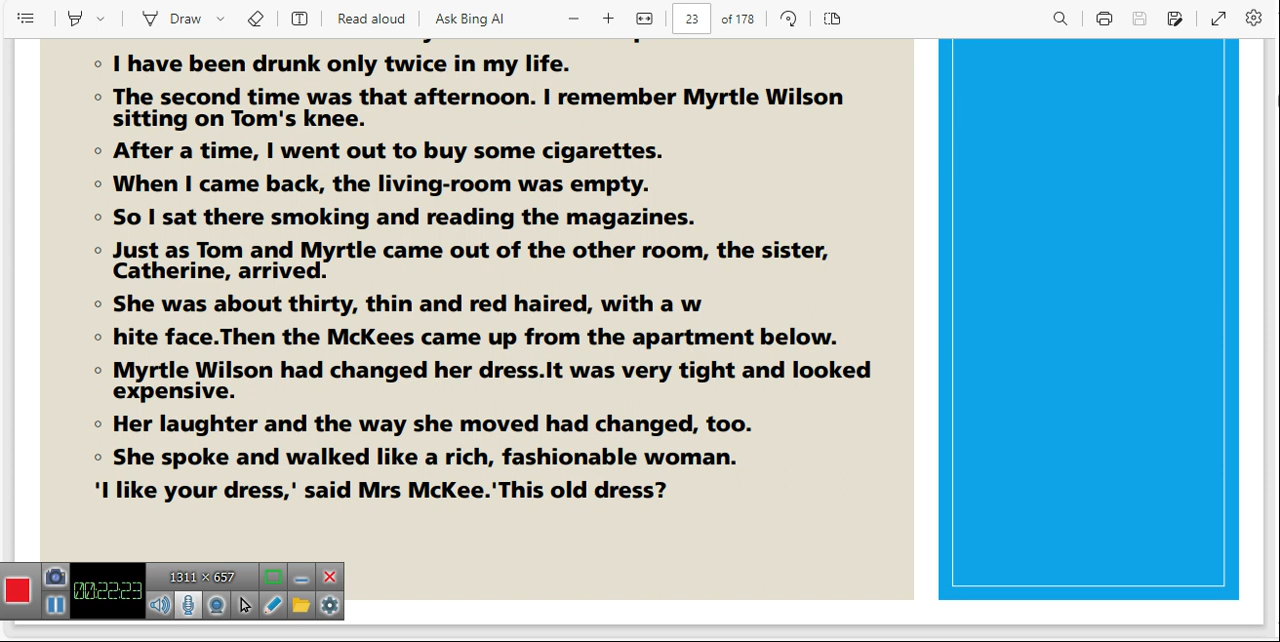 Draw
Read aloud
Ask Bing AI
23
of 178
I have been drunk only twice in my life.
The second time was that afternoon. I remember Myrtle Wilson
sitting on Tom's knee.
After a time, I went out to buy some cigarettes.
When I came back, the living-room was empty.
So I sat there smoking and reading the magazines.
Just as Tom and Myrtle came out of the other room, the sister,
Catherine, arrived.
She was about thirty, thin and red haired, with a w
hite face.Then the McKees came up from the apartment below.
Myrtle Wilson had changed her dress.It was very tight and looked
expensive.
Her laughter and the way she moved had changed, too.
She spoke and walked like a rich, fashionable woman.
'I like your dress,' said Mrs McKee.'This old dress?
1311 × 657
00:22:23